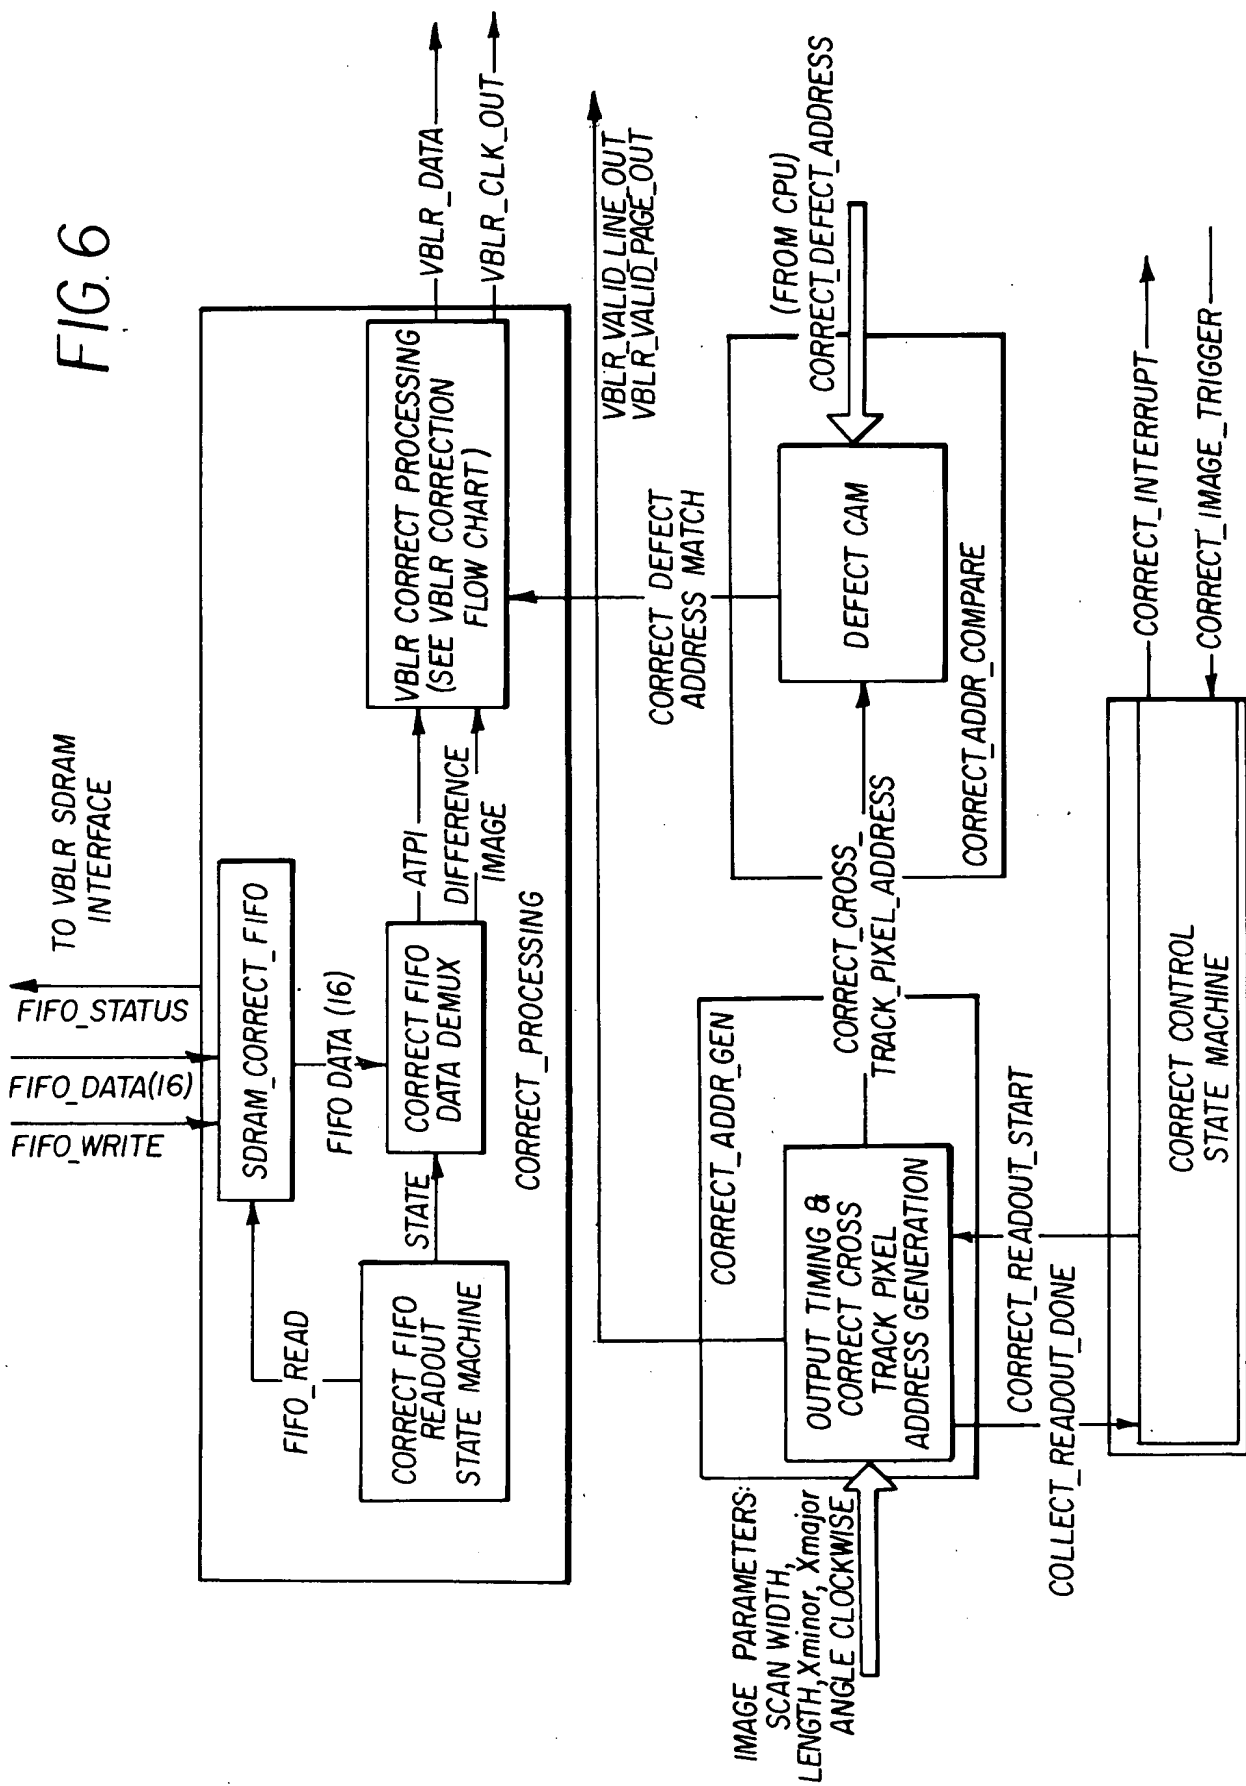 FIG. 6
TO VBLR SDRAM
INTERFACE
FIFO_STATUS
FIFO_DATA(16)
FIFO_WRITE
SDRAM_CORRECT_FIFO
FIFO_READ
FIFO DATA (16)
CORRECT FIFO
READOUT
STATE MACHINE
STATE
CORRECT FIFO
DATA DEMUX
ATPI
DIFFERENCE
IMAGE
VBLR CORRECT PROCESSING
(SEE VBLR CORRECTION
FLOW CHART)
VBLR_DATA
VBLR_CLK_OUT
CORRECT_PROCESSING
VBLR_VALID_LINE_OUT
VBLR_VALID_PAGE_OUT
CORRECT DEFECT
ADDRESS MATCH
CORRECT_ADDR_GEN
IMAGE PARAMETERS:
SCAN WIDTH,
LENGTH,Xminor, Xmajor
ANGLE CLOCKWISE
OUTPUT TIMING &
CORRECT CROSS
TRACK PIXEL
ADDRESS GENERATION
CORRECT_CROSS_
TRACK_PIXEL_ADDRESS
DEFECT CAM
(FROM CPU)
CORRECT_DEFECT_ADDRESS
CORRECT_ADDR_COMPARE
CORRECT_READOUT_START
COLLECT_READOUT_DONE
CORRECT CONTROL
STATE MACHINE
CORRECT_INTERRUPT
CORRECT_IMAGE_TRIGGER